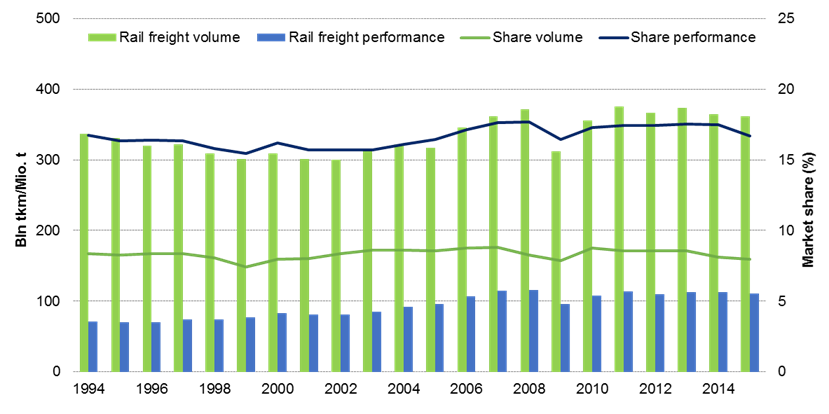 500 25
Rail freight volume Rail freight performance Share volume Share performance
400 20
300 15
200 10
100 5
0 0
Bln tkm/Mio. t
Market share (%)
1994 1996 1998 2000 2002 2004 2006 2008 2010 2012 2014